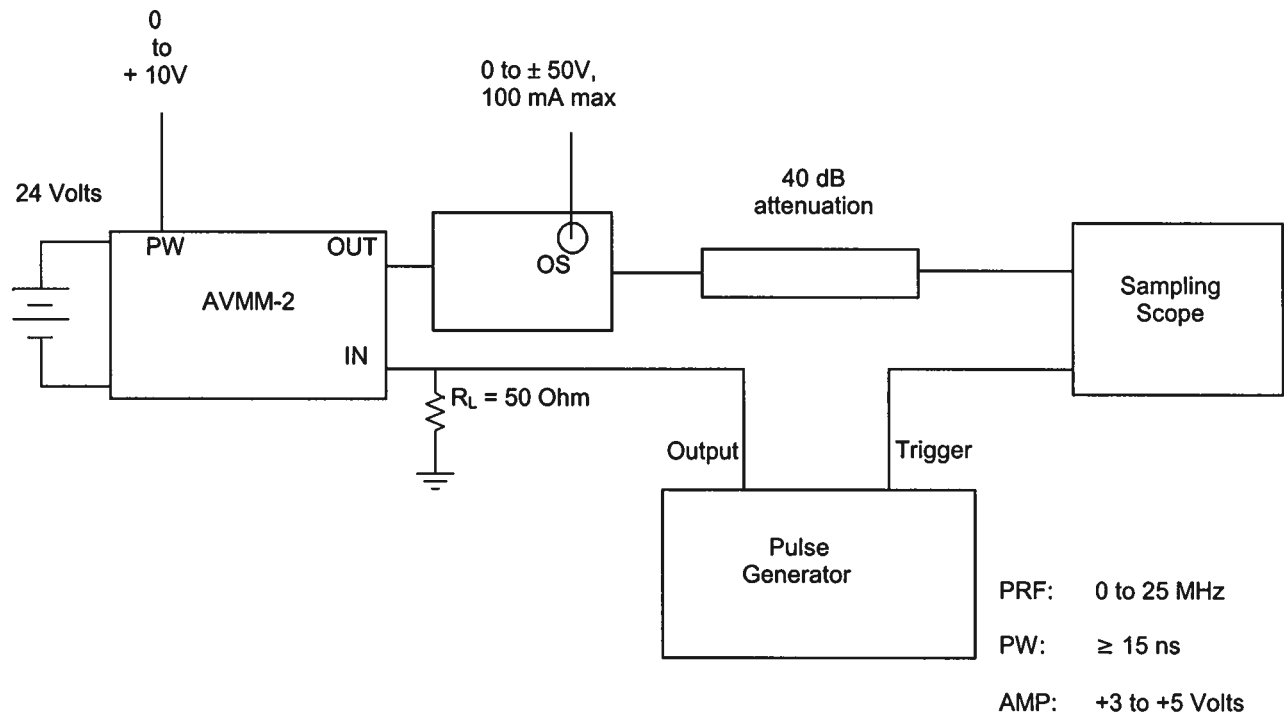 0
to
+ 10V
0 to ± 50V,
100 mA max
24 Volts
40 dB
attenuation
PW
OUT
OS
AVMM-2
Sampling
Scope
IN
R_L = 50 Ohm
Output
Trigger
Pulse
Generator
PRF: 0 to 25 MHz
PW: ≥ 15 ns
AMP: +3 to +5 Volts